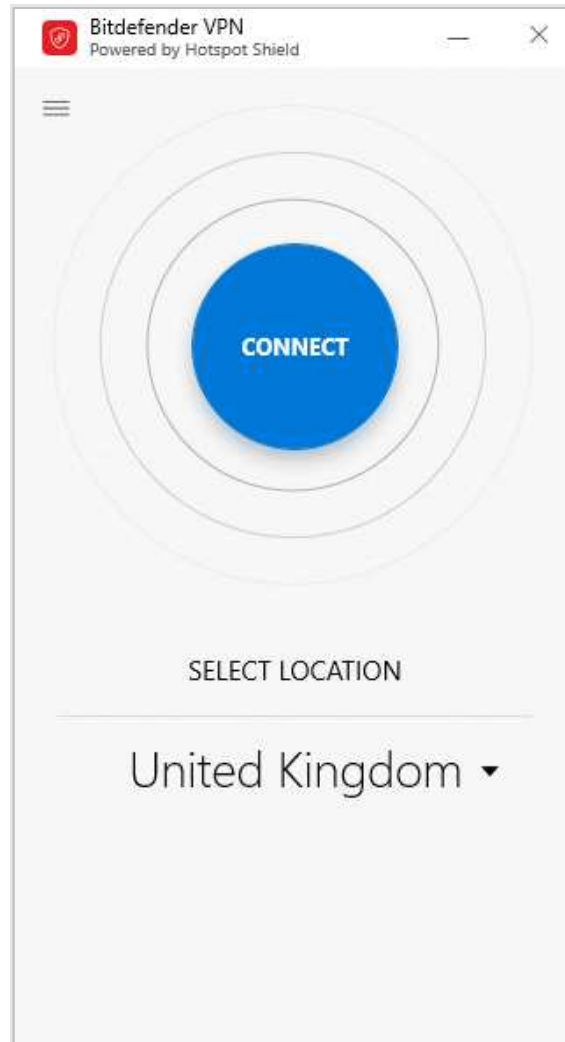 Bitdefender VPN
Powered by Hotspot Shield
CONNECT
SELECT LOCATION
United Kingdom